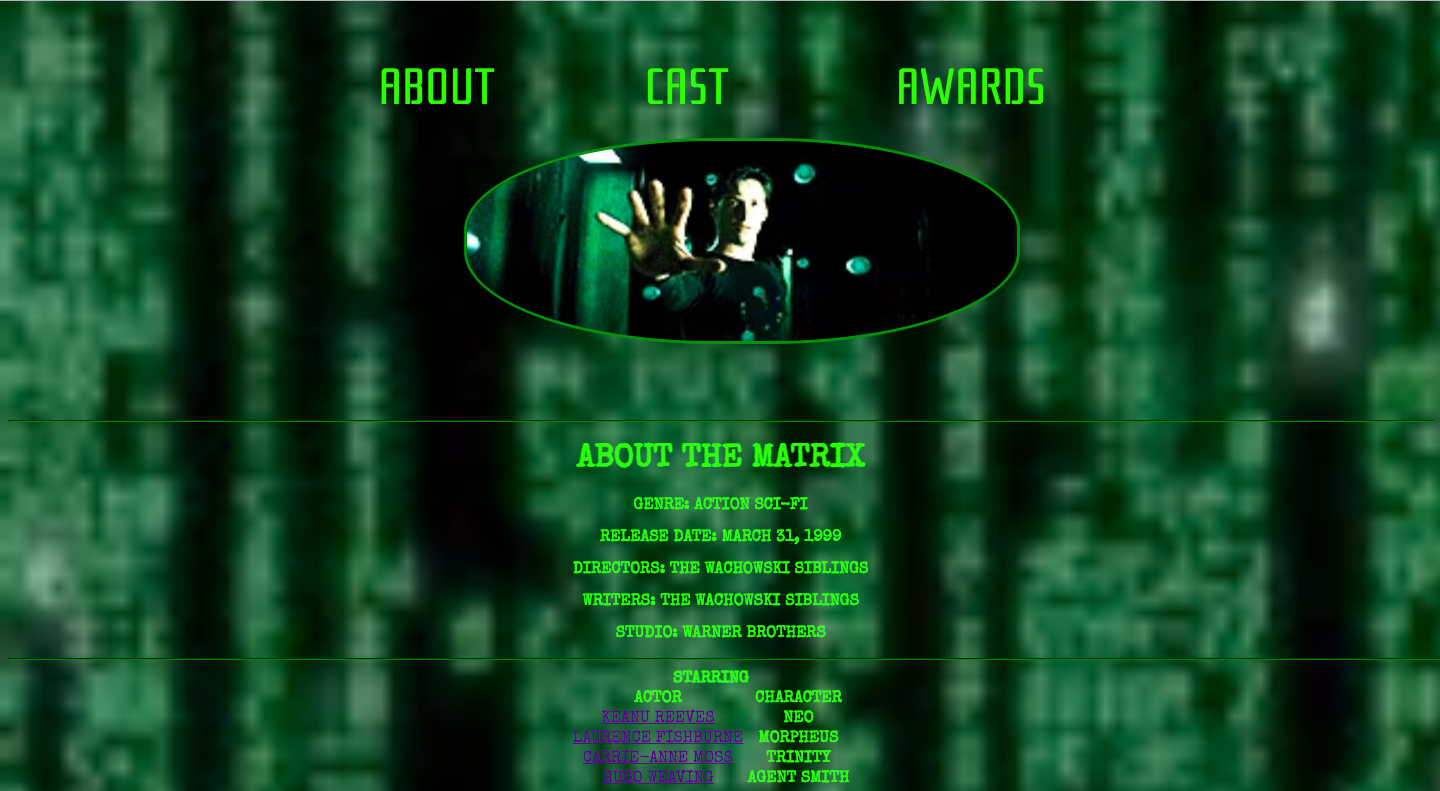 ABOUT CAST AWARDS
ABOUT THE MATRIX
GENRE: ACTION SCI-FI
RELEASE DATE: MARCH 31, 1999
DIRECTORS: THE WACHOWSKI SIBLINGS
WRITERS: THE WACHOWSKI SIBLINGS
STUDIO: WARNER BROTHERS
STARRING
ACTOR CHARACTER
KEANU REEVES NEO
LAURENCE FISHBURNE MORPHEUS
CARRIE-ANNE MOSS TRINITY
HUGO WEAVING AGENT SMITH